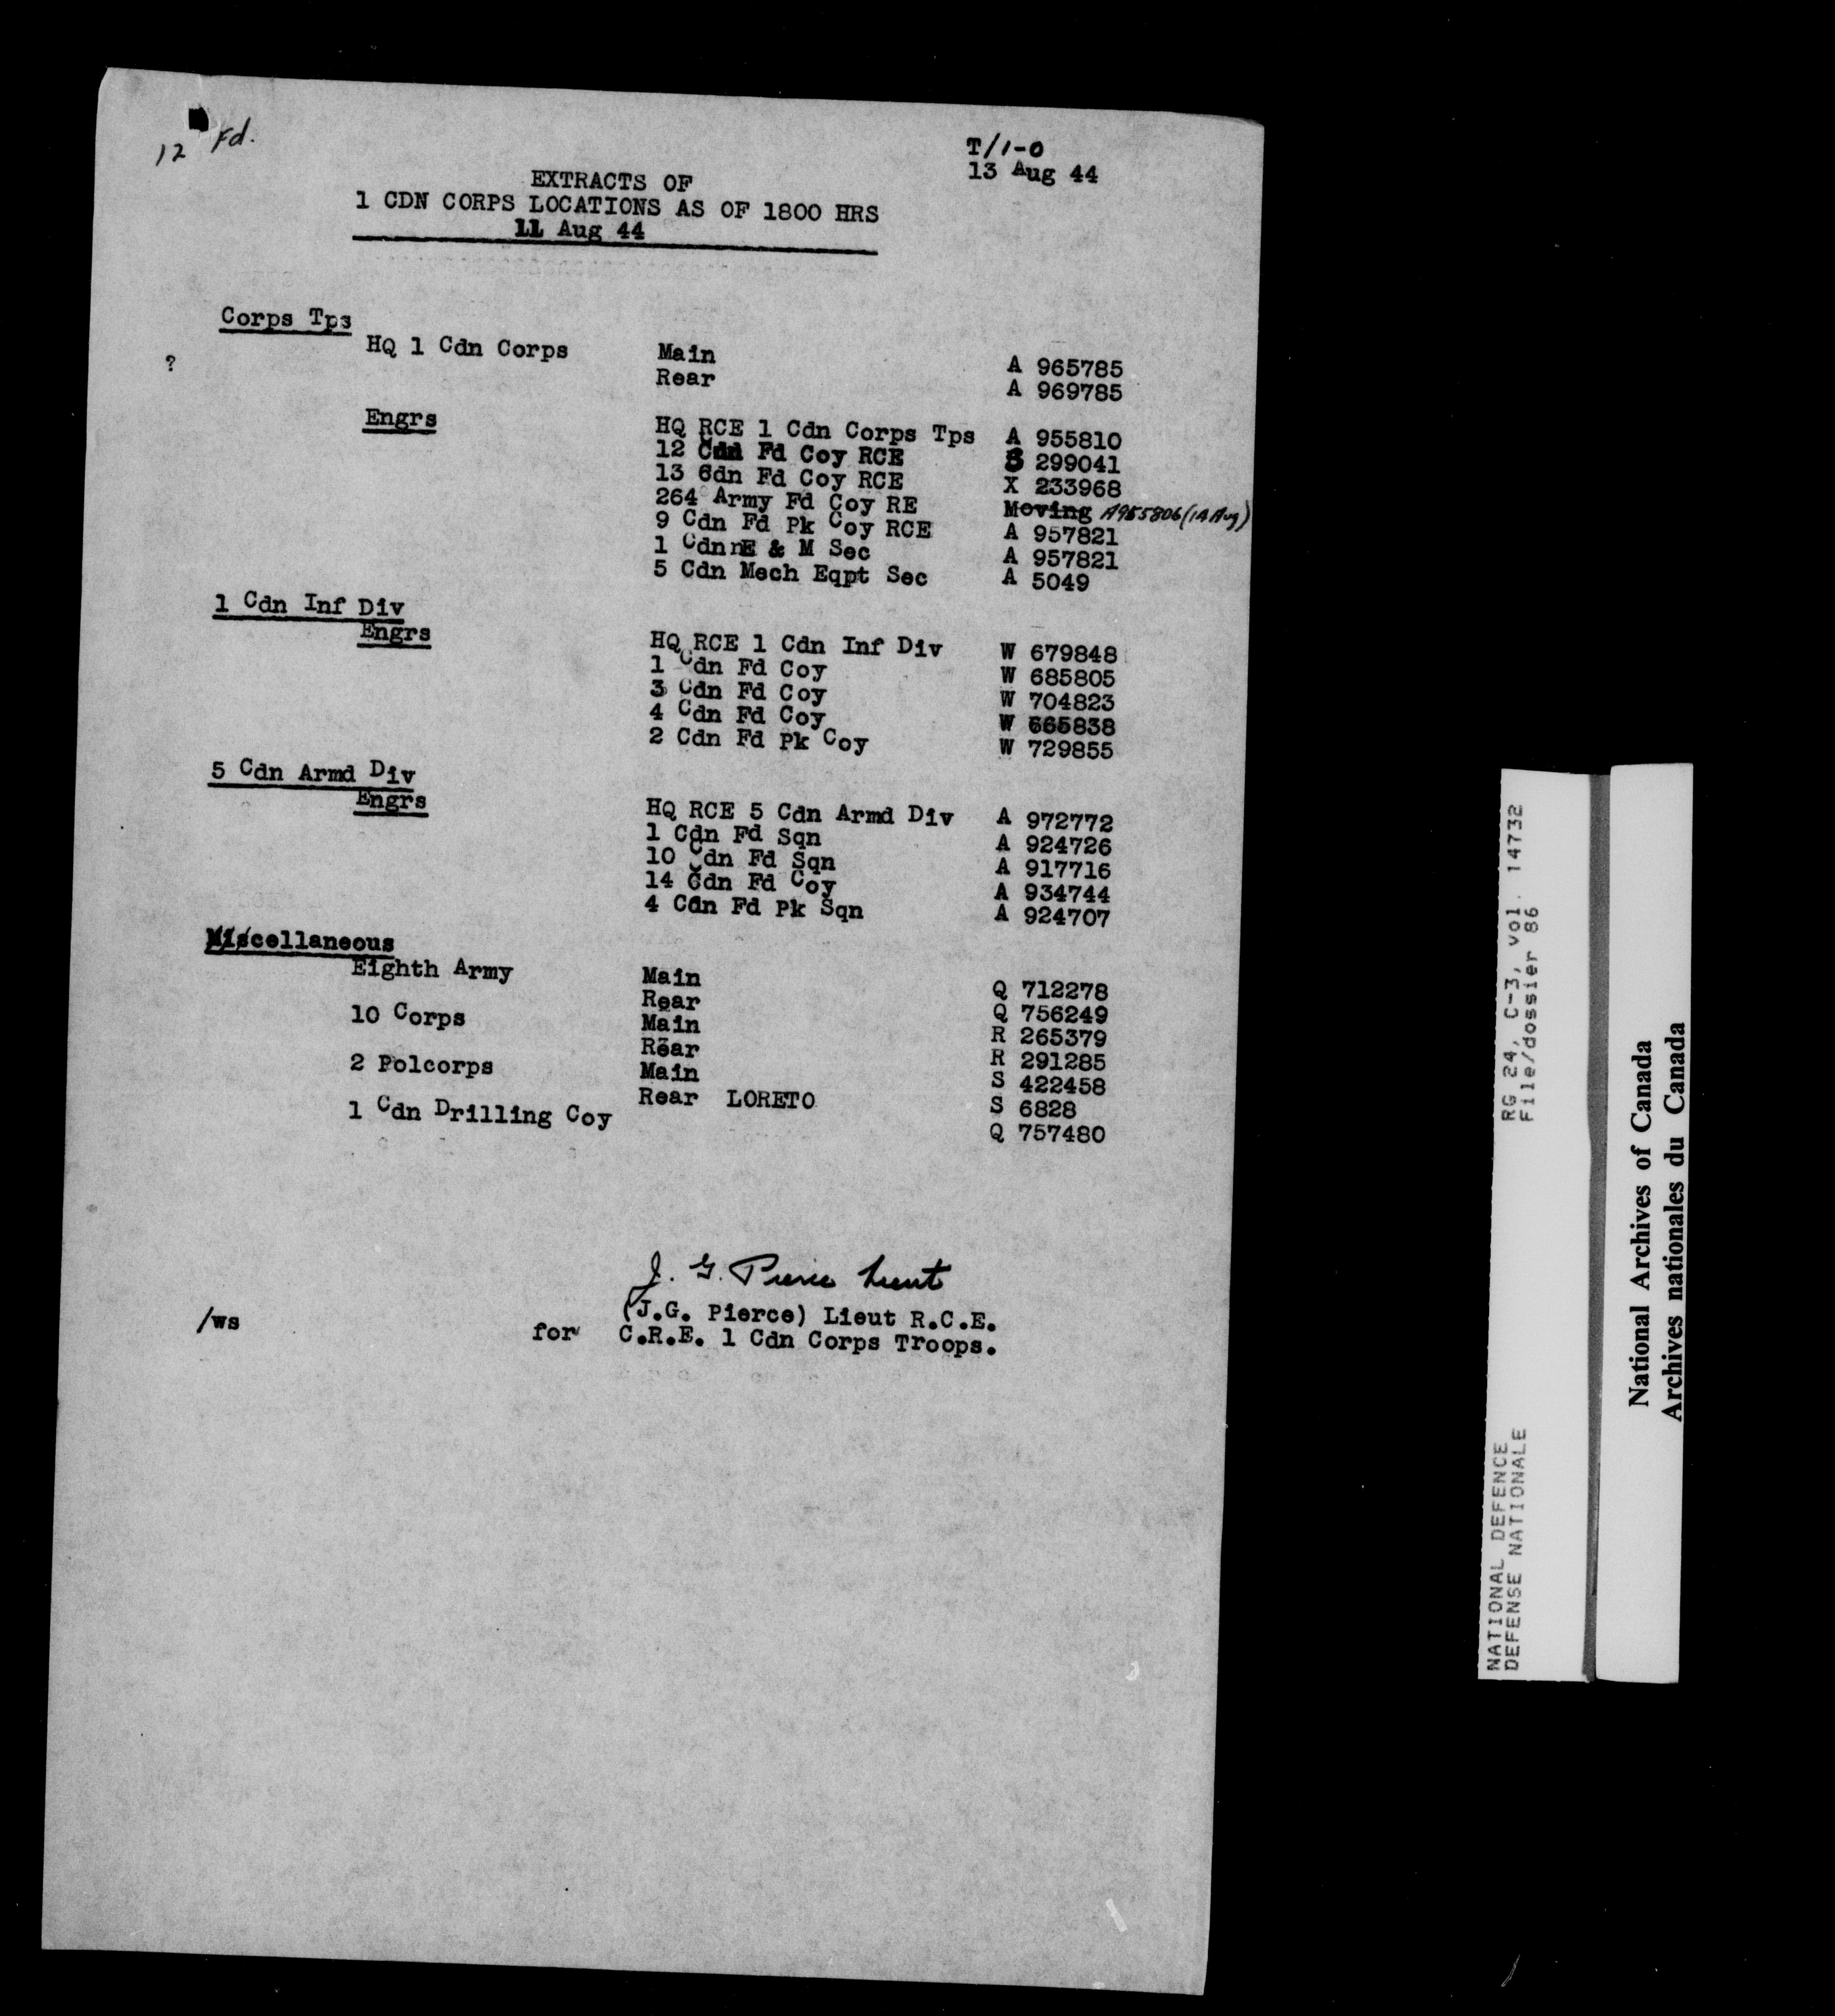 12 Fd.
T/1-0
13 Aug 44
EXTRACTS OF
1 CDN CORPS LOCATIONS AS OF 1800 HRS
11 Aug 44
Corps Tps
? HQ 1 Cdn Corps Main A 965785
Rear A 969785
Engrs HQ RCE 1 Cdn Corps Tps A 955810
12 Cdn Fd Coy RCE S 299041
13 Cdn Fd Coy RCE X 233968
264 Army Fd Coy RE Moving A955806 (14 Aug)
9 Cdn Fd Pk Coy RCE A 957821
1 Cdn E & M Sec A 957821
5 Cdn Mech Eqpt Sec A 5049
1 Cdn Inf Div
Engrs HQ RCE 1 Cdn Inf Div W 679848
1 Cdn Fd Coy W 685805
3 Cdn Fd Coy W 704823
4 Cdn Fd Coy W 665838
2 Cdn Fd Pk Coy W 729855
5 Cdn Armd Div
Engrs HQ RCE 5 Cdn Armd Div A 972772
1 Cdn Fd Sqn A 924726
10 Cdn Fd Sqn A 917716
14 Cdn Fd Coy A 934744
4 Cdn Fd Pk Sqn A 924707
Miscellaneous
Eighth Army Main Q 712278
Rear Q 756249
10 Corps Main R 265379
Rear R 291285
2 Polcorps Main S 422458
Rear LORETO S 6828
1 Cdn Drilling Coy Q 757480
J. G. Pierce Lieut
(J.G. Pierce) Lieut R.C.E.
/ws for C.R.E. 1 Cdn Corps Troops.
NATIONAL DEFENCE RG 24, C-3, vol. 14732
DEFENSE NATIONALE File/dossier 86
National Archives of Canada
Archives nationales du Canada